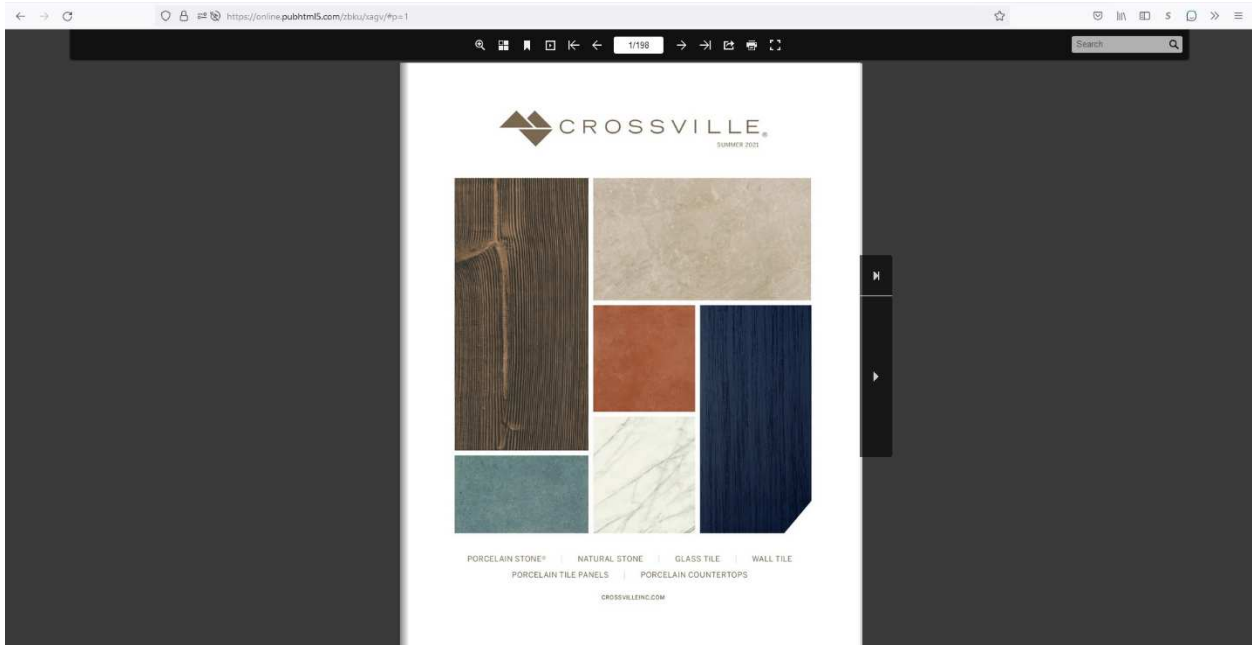 https://online.pubhtml5.com/zbku/xagv/#p=1
1/198
Search
CROSSVILLE®
SUMMER 2021
PORCELAIN STONE® | NATURAL STONE | GLASS TILE | WALL TILE
PORCELAIN TILE PANELS | PORCELAIN COUNTERTOPS
CROSSVILLEINC.COM